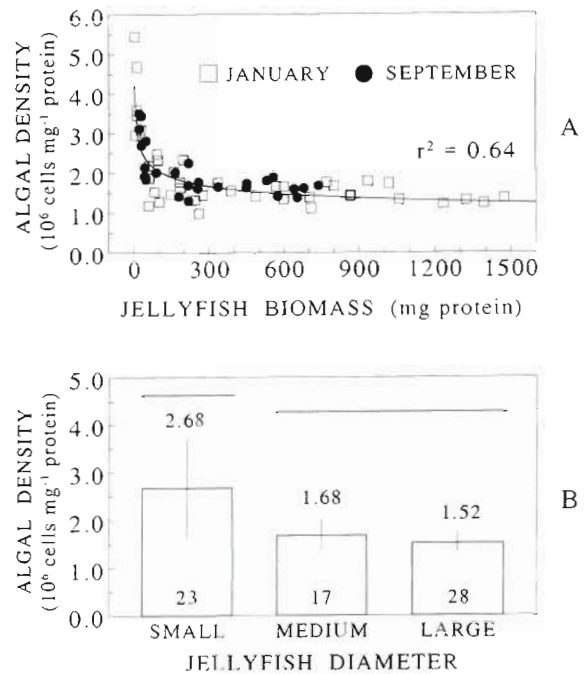 6.0
5.0
4.0
3.0
2.0
1.0
0.0
ALGAL DENSITY
(10⁶ cells mg⁻¹ protein)
JANUARY
SEPTEMBER
r² = 0.64
A
0 300 600 900 1200 1500
JELLYFISH BIOMASS (mg protein)
5.0
4.0
3.0
2.0
1.0
0.0
ALGAL DENSITY
(10⁶ cells mg⁻¹ protein)
2.68
1.68
1.52
B
23 17 28
SMALL MEDIUM LARGE
JELLYFISH DIAMETER